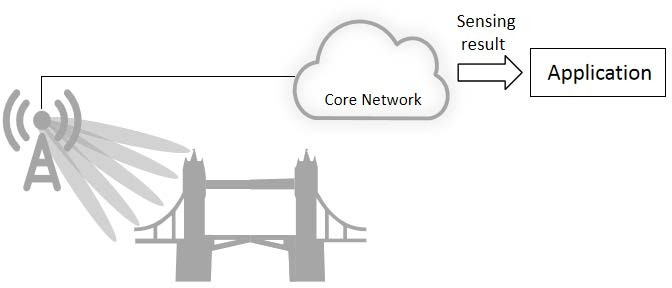 Sensing
result
Core Network
Application